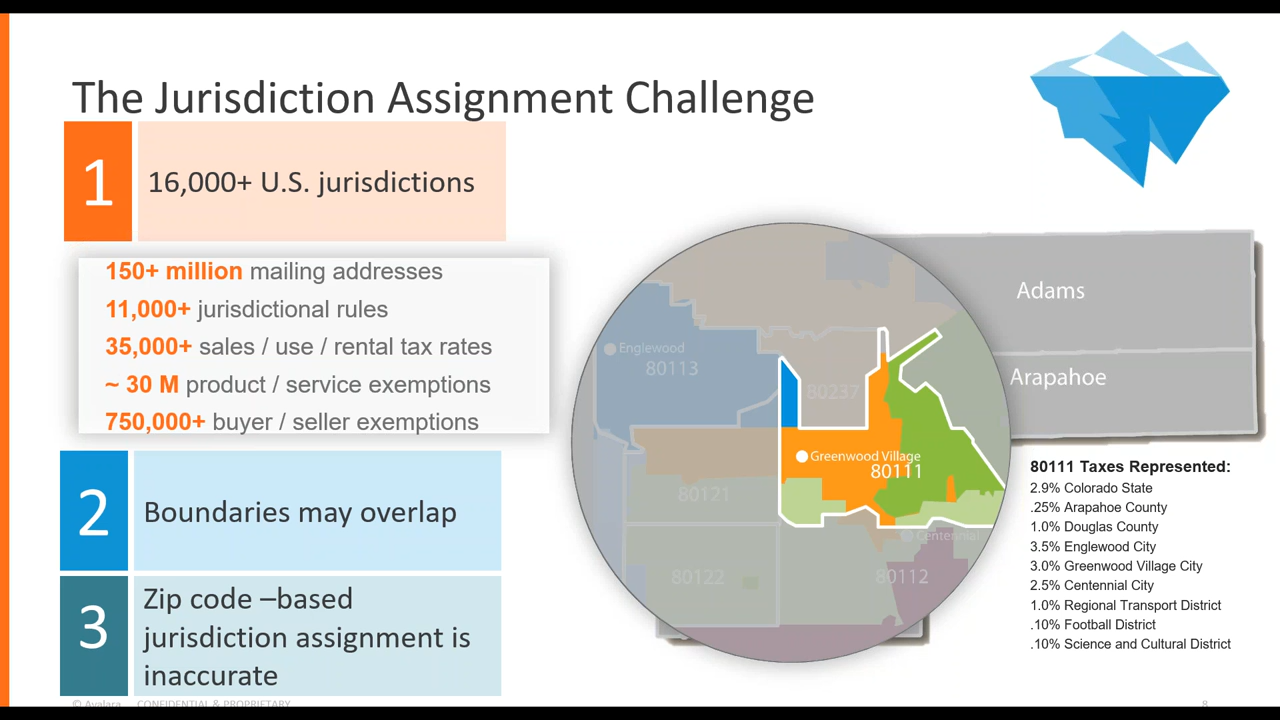 The Jurisdiction Assignment Challenge
1
16,000+ U.S. jurisdictions
150+ million mailing addresses
11,000+ jurisdictional rules
35,000+ sales / use / rental tax rates
~ 30 M product / service exemptions
750,000+ buyer / seller exemptions
2
Boundaries may overlap
3
Zip code –based
jurisdiction assignment is
inaccurate
Adams
Arapahoe
Englewood
80113
80237
Greenwood Village
80111
80121
Centennial
80122
80112
80111 Taxes Represented:
2.9% Colorado State
.25% Arapahoe County
1.0% Douglas County
3.5% Englewood City
3.0% Greenwood Village City
2.5% Centennial City
1.0% Regional Transport District
.10% Football District
.10% Science and Cultural District
© Avalara CONFIDENTIAL & PROPRIETARY
8